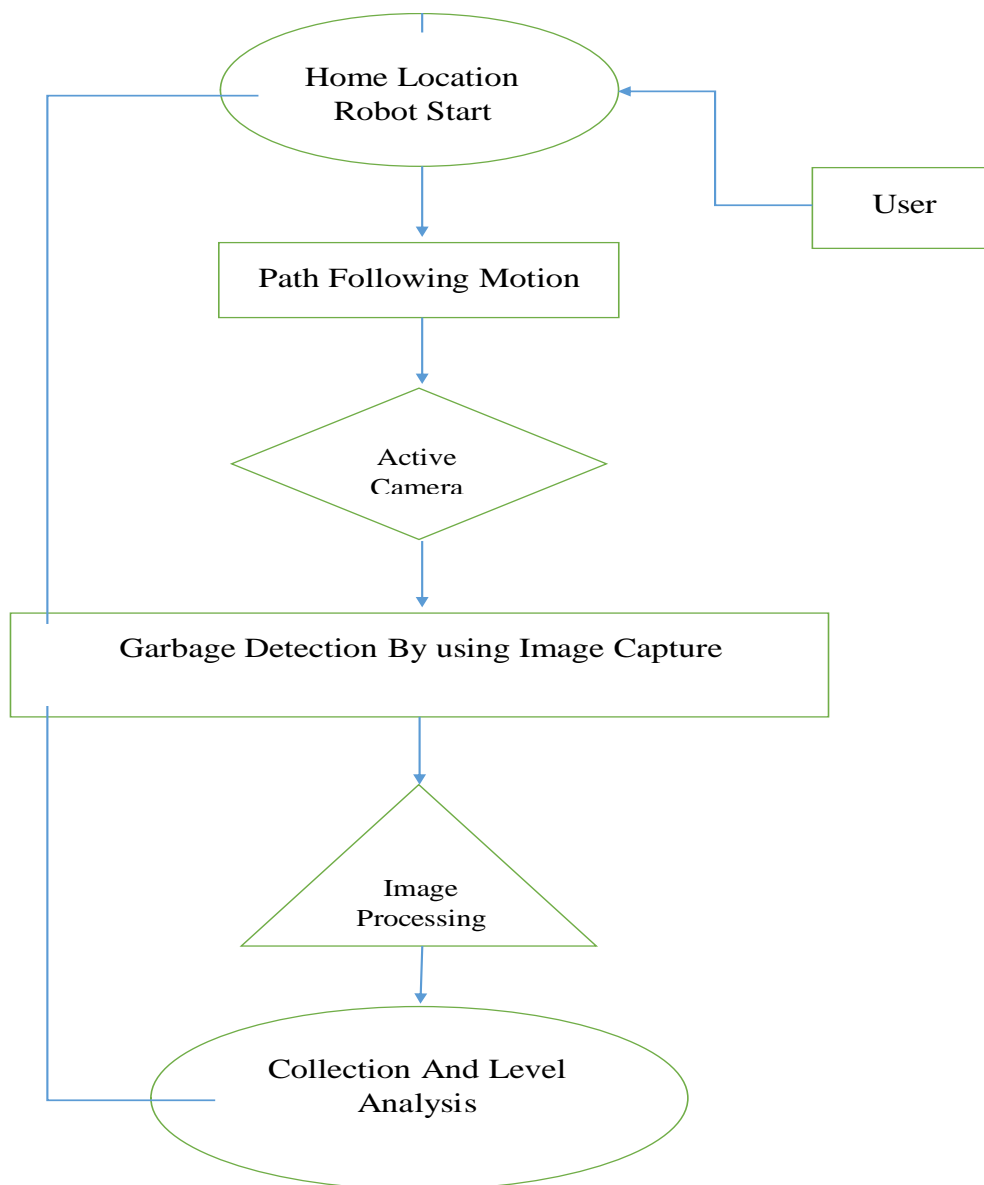 Home Location
Robot Start
User
Path Following Motion
Active
Camera
Garbage Detection By using Image Capture
Image
Processing
Collection And Level
Analysis